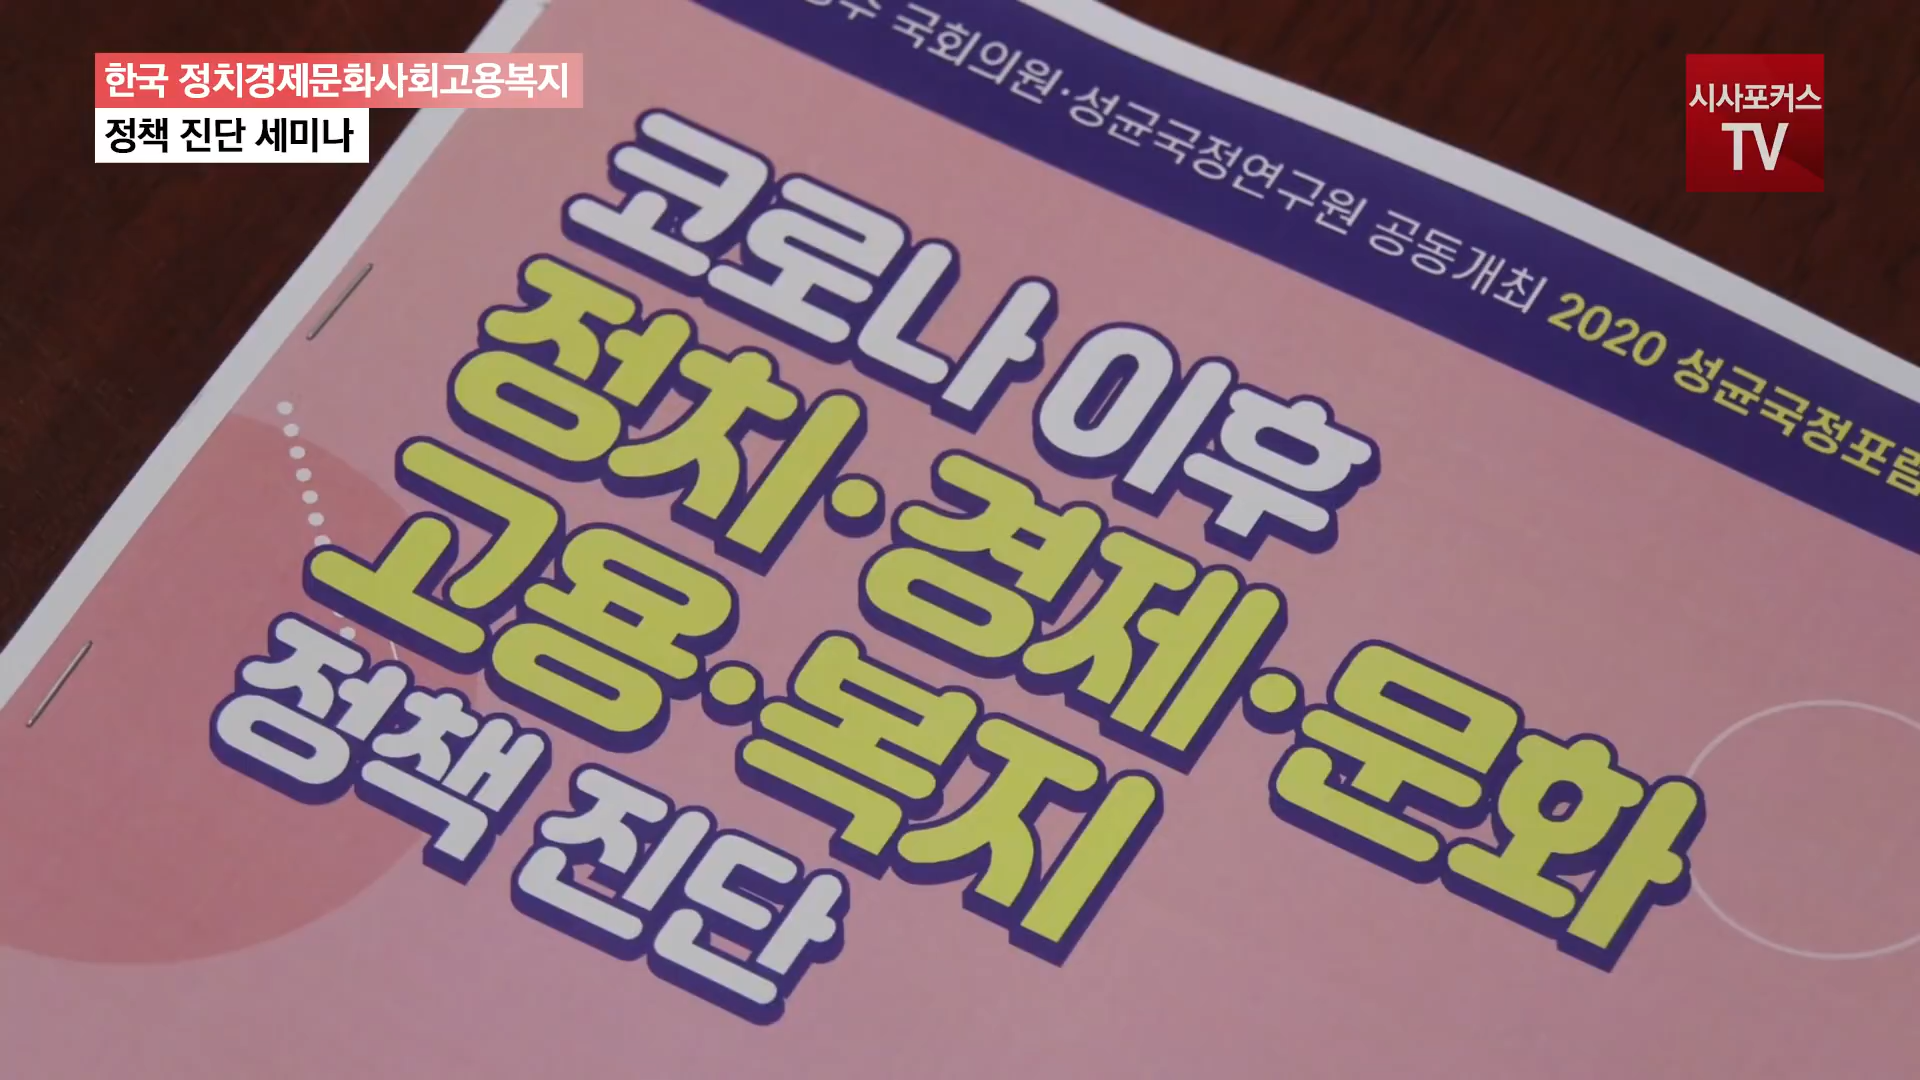 한국 정치경제문화사회고용복지
정책 진단 세미나
시사포커스
TV
국회의원·성균국정연구원 공동개최 2020 성균국정포럼
코로나 이후
정치·경제·문화
고용·복지
정책 진단